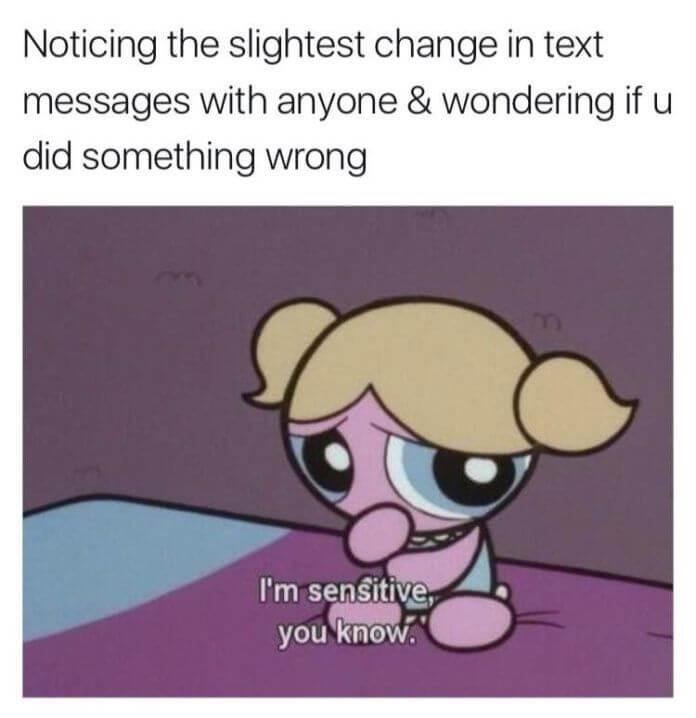 Noticing the slightest change in text
messages with anyone & wondering if u
did something wrong
I'm sensitive,
you know.